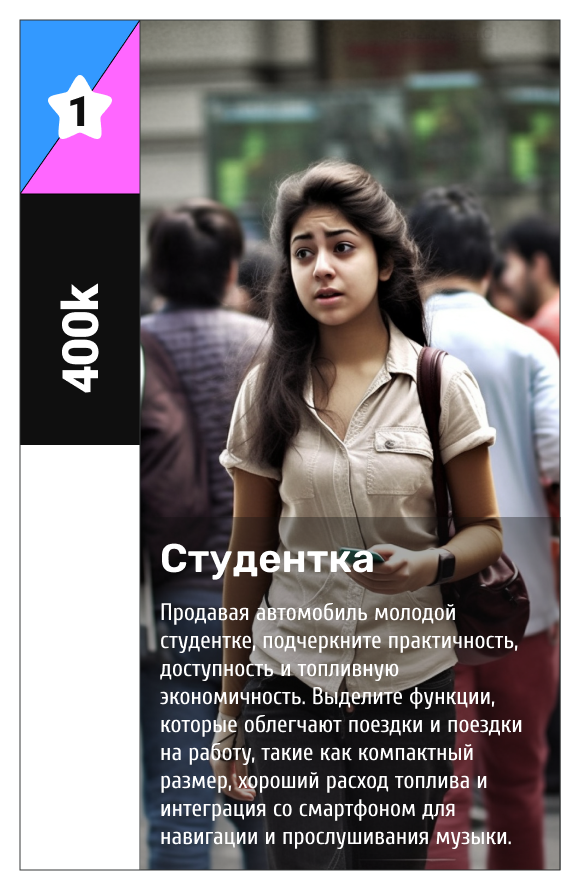 1
400k
Студентка
Продавая автомобиль молодой
студентке, подчеркните практичность,
доступность и топливную
экономичность. Выделите функции,
которые облегчают поездки и поездки
на работу, такие как компактный
размер, хороший расход топлива и
интеграция со смартфоном для
навигации и прослушивания музыки.